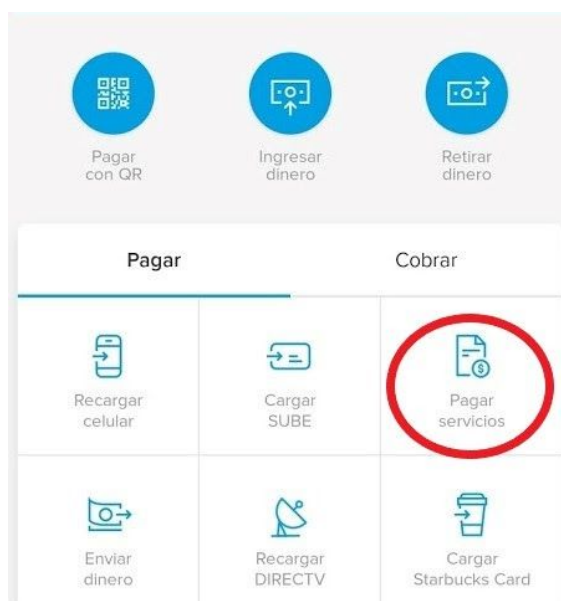 Pagar
con QR
Ingresar
dinero
Retirar
dinero
Pagar
Cobrar
Recargar
celular
Cargar
SUBE
Pagar
servicios
Enviar
dinero
Recargar
DIRECTV
Cargar
Starbucks Card